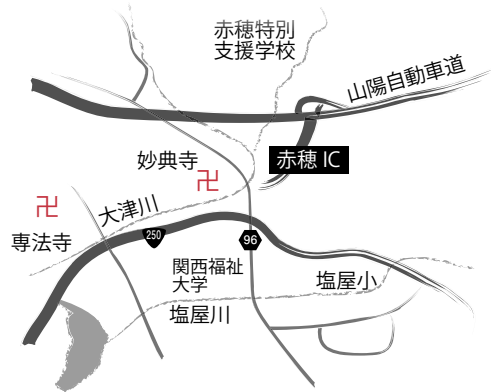 赤穂特別
支援学校
山陽自動車道
赤穂 IC
妙典寺
卍
卍
大津川
専法寺
250
96
関西福祉
大学
塩屋小
塩屋川